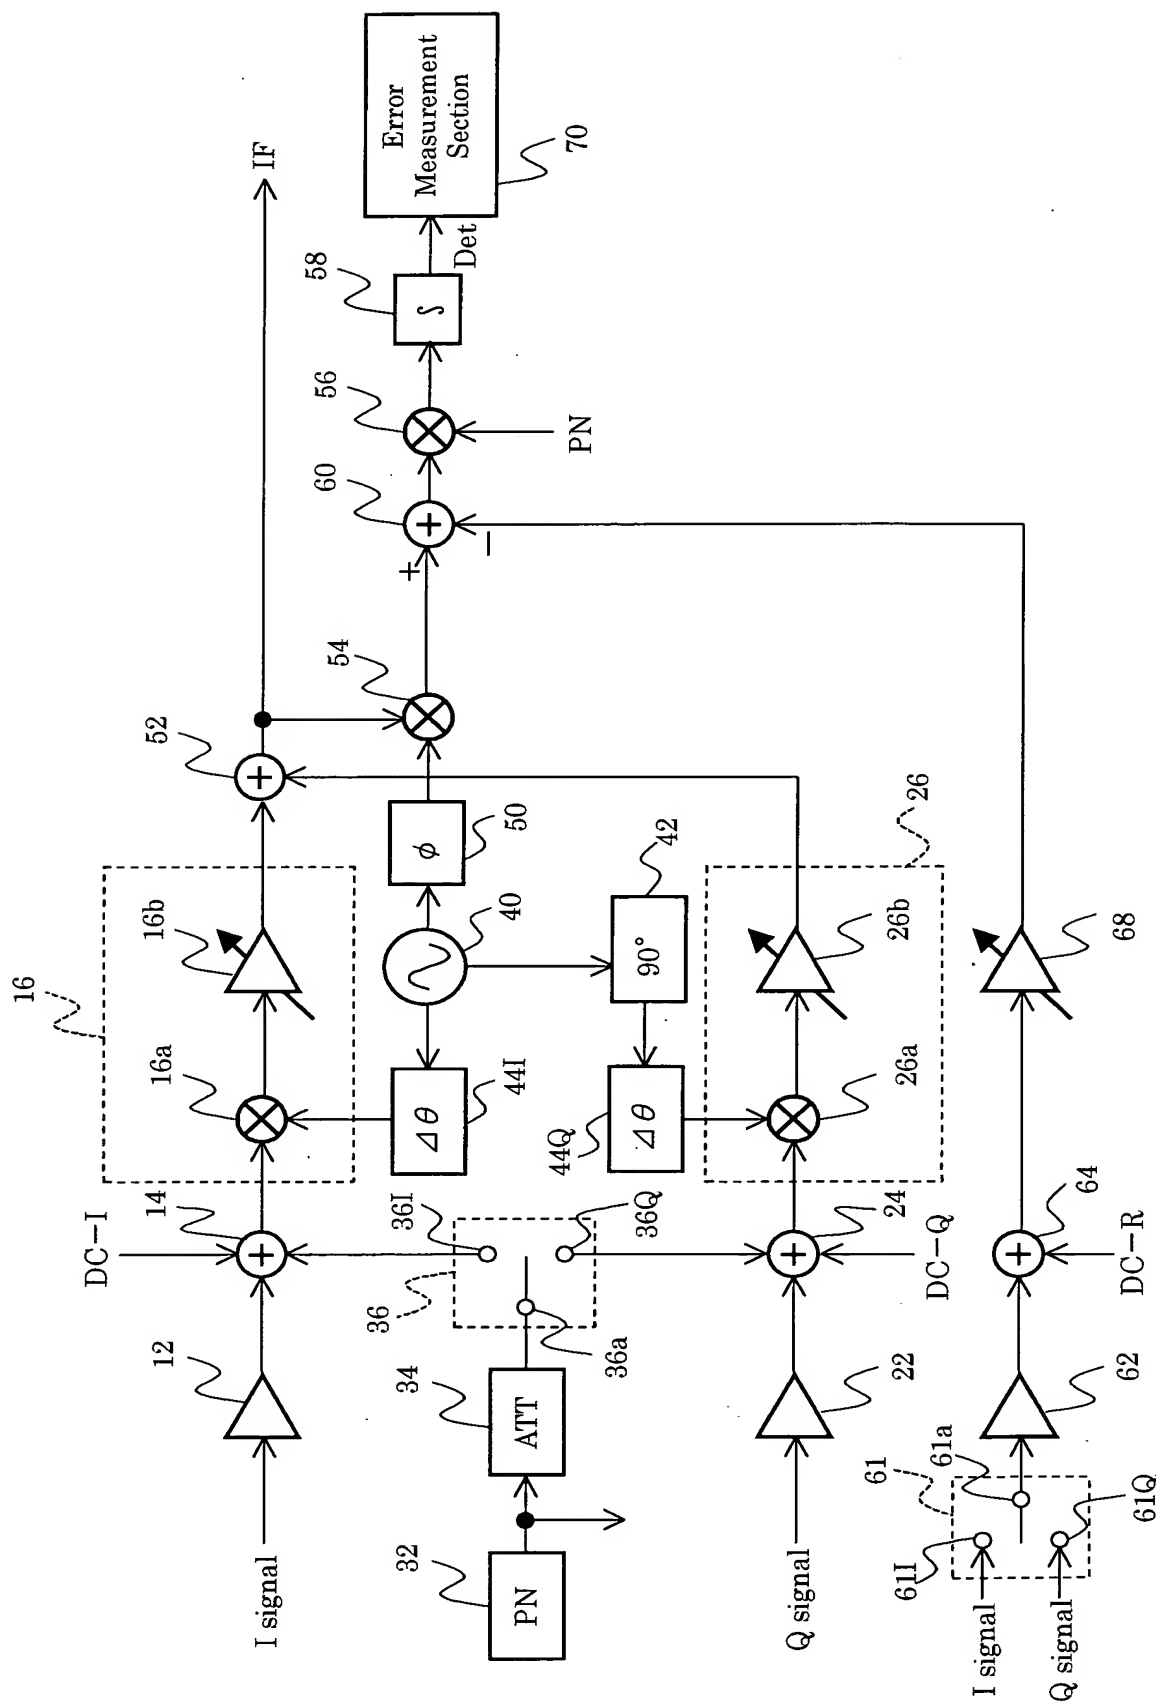 I signal
12
DC-I
14
16
16a
16b
52
IF
PN
32
ATT
34
36
36a
36I
36Q
Δθ
44I
40
ϕ
50
54
+
−
60
56
PN
∫
58
Det
Error
Measurement
Section
70
90°
42
Δθ
44Q
Q signal
22
24
DC-Q
26
26a
26b
I signal
Q signal
61
61I
61Q
61a
62
64
DC-R
68